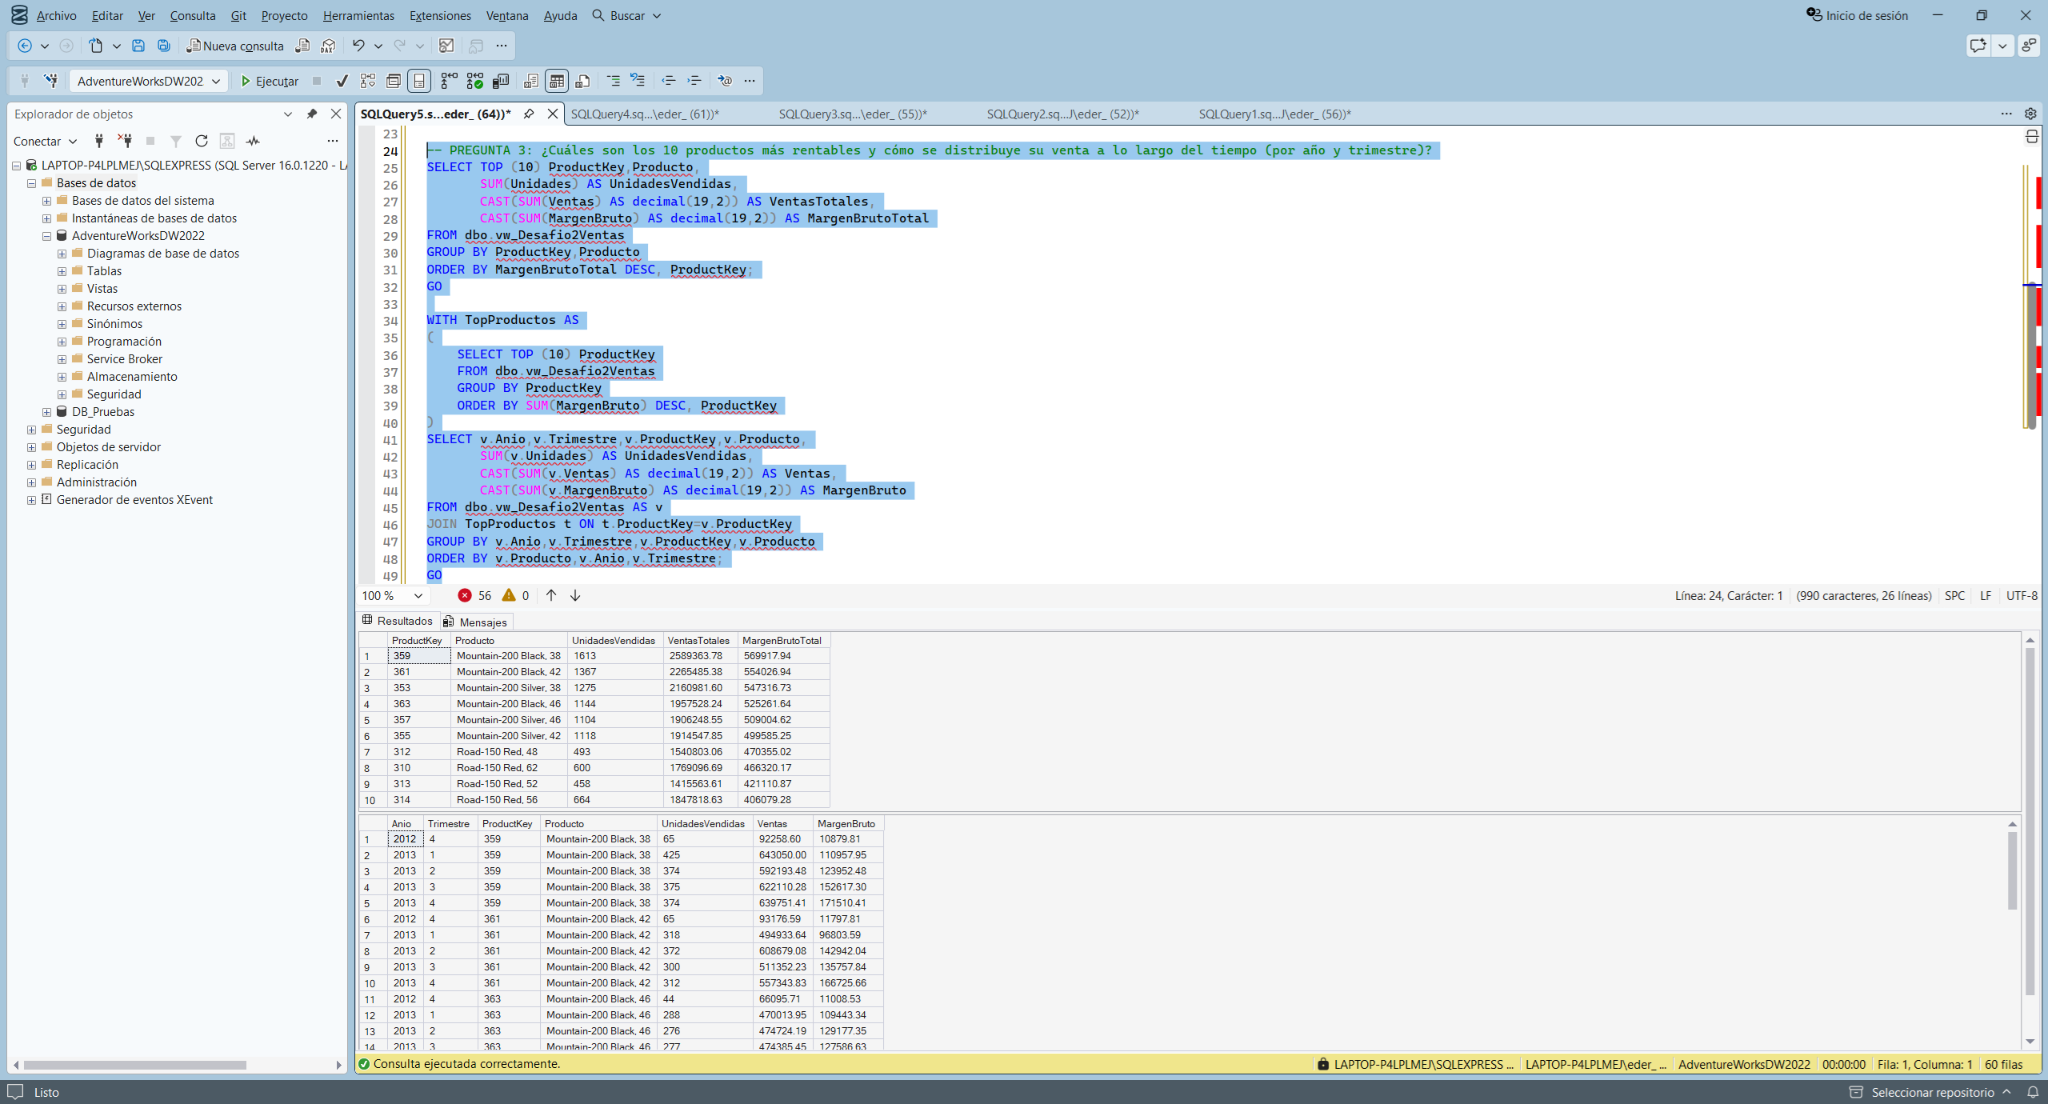 Archivo Editar Ver Consulta Git Proyecto Herramientas Extensiones Ventana Ayuda Buscar Inicio de sesión
Nueva consulta
AdventureWorksDW202 Ejecutar
Explorador de objetos
Conectar
LAPTOP-P4LPLMEJ\SQLEXPRESS (SQL Server 16.0.1220 - LA
Bases de datos
Bases de datos del sistema
Instantáneas de bases de datos
AdventureWorksDW2022
Diagramas de base de datos
Tablas
Vistas
Recursos externos
Sinónimos
Programación
Service Broker
Almacenamiento
Seguridad
DB_Pruebas
Seguridad
Objetos de servidor
Replicación
Administración
Generador de eventos XEvent
SQLQuery5.s...eder_ (64))* SQLQuery4.sq...\eder_ (61))* SQLQuery3.sq...\eder_ (55))* SQLQuery2.sq...J\eder_ (52))* SQLQuery1.sq...J\eder_ (56))*
23
24 -- PREGUNTA 3: ¿Cuáles son los 10 productos más rentables y cómo se distribuye su venta a lo largo del tiempo (por año y trimestre)?
25 SELECT TOP (10) ProductKey,Producto,
26 SUM(Unidades) AS UnidadesVendidas,
27 CAST(SUM(Ventas) AS decimal(19,2)) AS VentasTotales,
28 CAST(SUM(MargenBruto) AS decimal(19,2)) AS MargenBrutoTotal
29 FROM dbo.vw_Desafio2Ventas
30 GROUP BY ProductKey,Producto
31 ORDER BY MargenBrutoTotal DESC, ProductKey;
32 GO
33
34 WITH TopProductos AS
35 (
36 SELECT TOP (10) ProductKey
37 FROM dbo.vw_Desafio2Ventas
38 GROUP BY ProductKey
39 ORDER BY SUM(MargenBruto) DESC, ProductKey
40 )
41 SELECT v.Anio,v.Trimestre,v.ProductKey,v.Producto,
42 SUM(v.Unidades) AS UnidadesVendidas,
43 CAST(SUM(v.Ventas) AS decimal(19,2)) AS Ventas,
44 CAST(SUM(v.MargenBruto) AS decimal(19,2)) AS MargenBruto
45 FROM dbo.vw_Desafio2Ventas AS v
46 JOIN TopProductos t ON t.ProductKey=v.ProductKey
47 GROUP BY v.Anio,v.Trimestre,v.ProductKey,v.Producto
48 ORDER BY v.Producto,v.Anio,v.Trimestre;
49 GO
100 % 56 0 Línea: 24, Carácter: 1 (990 caracteres, 26 líneas) SPC LF UTF-8
Resultados Mensajes
ProductKey Producto UnidadesVendidas VentasTotales MargenBrutoTotal
1 359 Mountain-200 Black, 38 1613 2589363.78 569917.94
2 361 Mountain-200 Black, 42 1367 2265485.38 554026.94
3 353 Mountain-200 Silver, 38 1275 2160981.60 547316.73
4 363 Mountain-200 Black, 46 1144 1957528.24 525261.64
5 357 Mountain-200 Silver, 46 1104 1906248.55 509004.62
6 355 Mountain-200 Silver, 42 1118 1914547.85 499585.25
7 312 Road-150 Red, 48 493 1540803.06 470355.02
8 310 Road-150 Red, 62 600 1769096.69 466320.17
9 313 Road-150 Red, 52 458 1415563.61 421110.87
10 314 Road-150 Red, 56 664 1847818.63 406079.28
Anio Trimestre ProductKey Producto UnidadesVendidas Ventas MargenBruto
1 2012 4 359 Mountain-200 Black, 38 65 92258.60 10879.81
2 2013 1 359 Mountain-200 Black, 38 425 643050.00 110957.95
3 2013 2 359 Mountain-200 Black, 38 374 592193.48 123952.48
4 2013 3 359 Mountain-200 Black, 38 375 622110.28 152617.30
5 2013 4 359 Mountain-200 Black, 38 374 639751.41 171510.41
6 2012 4 361 Mountain-200 Black, 42 65 93176.59 11797.81
7 2013 1 361 Mountain-200 Black, 42 318 494933.64 96803.59
8 2013 2 361 Mountain-200 Black, 42 372 608679.08 142942.04
9 2013 3 361 Mountain-200 Black, 42 300 511352.23 135757.84
10 2013 4 361 Mountain-200 Black, 42 312 557343.83 166725.66
11 2012 4 363 Mountain-200 Black, 46 44 66095.71 11008.53
12 2013 1 363 Mountain-200 Black, 46 288 470013.95 109443.34
13 2013 2 363 Mountain-200 Black, 46 276 474724.19 129177.35
14 2013 3 363 Mountain-200 Black, 46 277 474385.45 127586.63
Consulta ejecutada correctamente. LAPTOP-P4LPLMEJ\SQLEXPRESS ... LAPTOP-P4LPLMEJ\eder_ ... AdventureWorksDW2022 00:00:00 Fila: 1, Columna: 1 60 filas
Listo Seleccionar repositorio